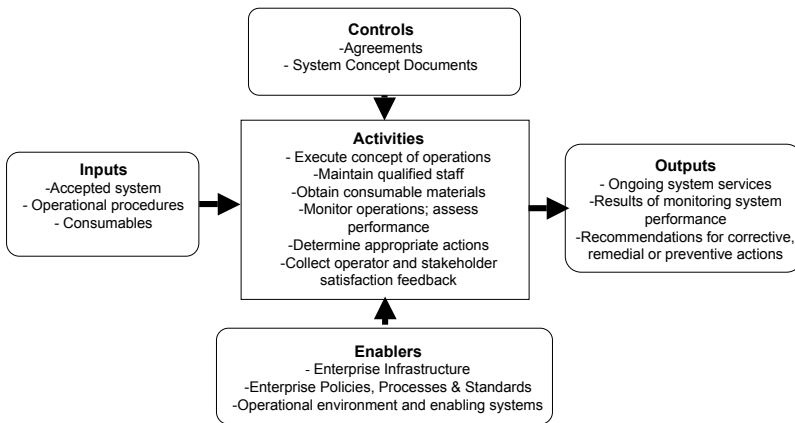 Controls
-Agreements
- System Concept Documents
Inputs
-Accepted system
- Operational procedures
- Consumables
Activities
- Execute concept of operations
-Maintain qualified staff
-Obtain consumable materials
-Monitor operations; assess
performance
-Determine appropriate actions
-Collect operator and stakeholder
satisfaction feedback
Outputs
- Ongoing system services
-Results of monitoring system
performance
-Recommendations for corrective,
remedial or preventive actions
Enablers
- Enterprise Infrastructure
-Enterprise Policies, Processes & Standards
-Operational environment and enabling systems